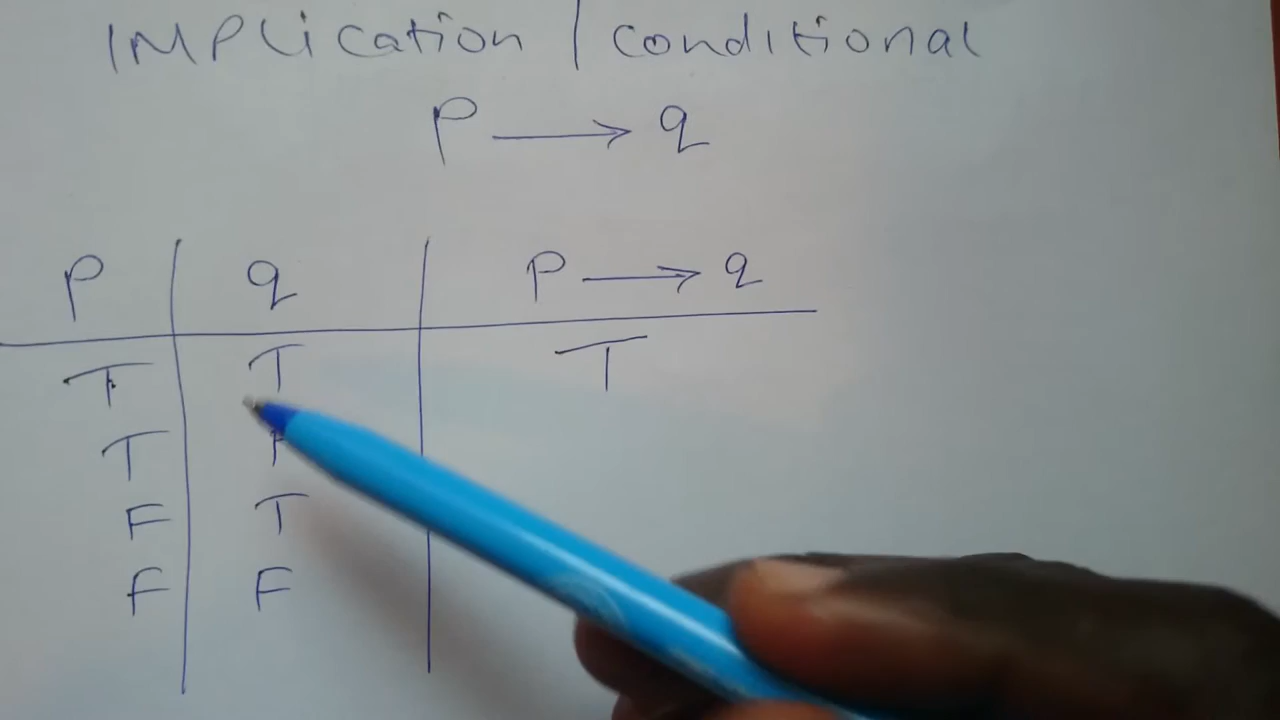 IMPLication | conditional
P → q
P q P → q
T T T
T
F T
F F